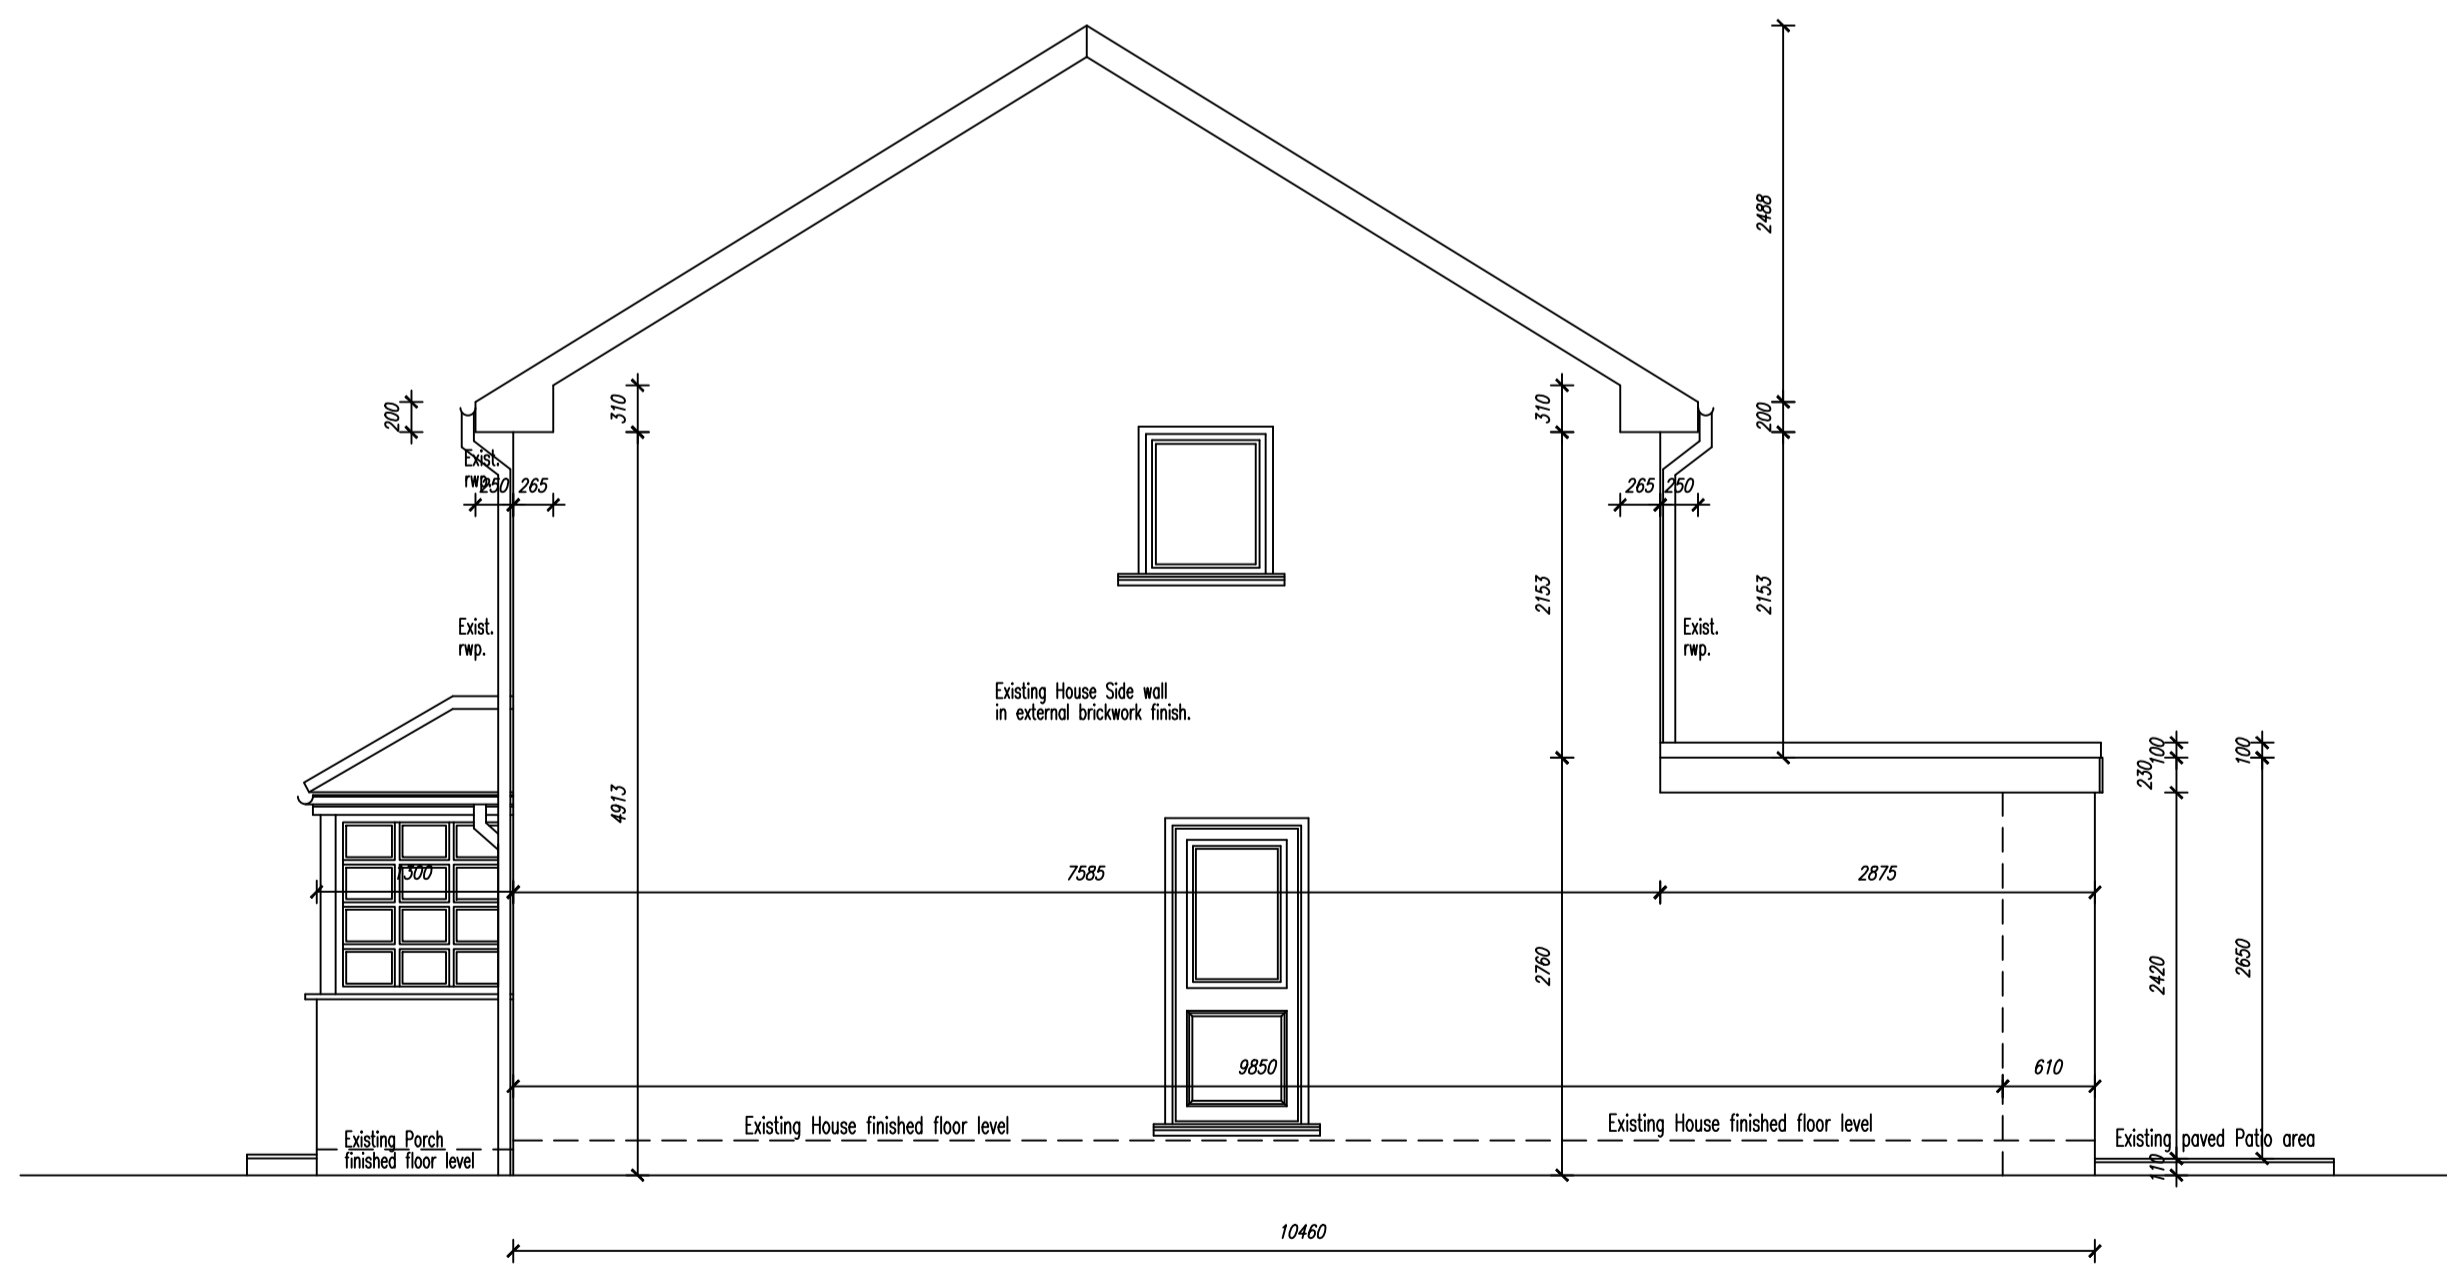 2488
200
310
310
200
Exist.
rwp.
250
265
265
250
2153
2153
Exist.
rwp.
Exist.
rwp.
Existing House Side wall
in external brickwork finish.
4913
100
100
230
1300
7585
2875
2760
2420
2650
9850
610
Existing House finished floor level
Existing House finished floor level
Existing Porch
finished floor level
Existing paved Patio area
110
10460